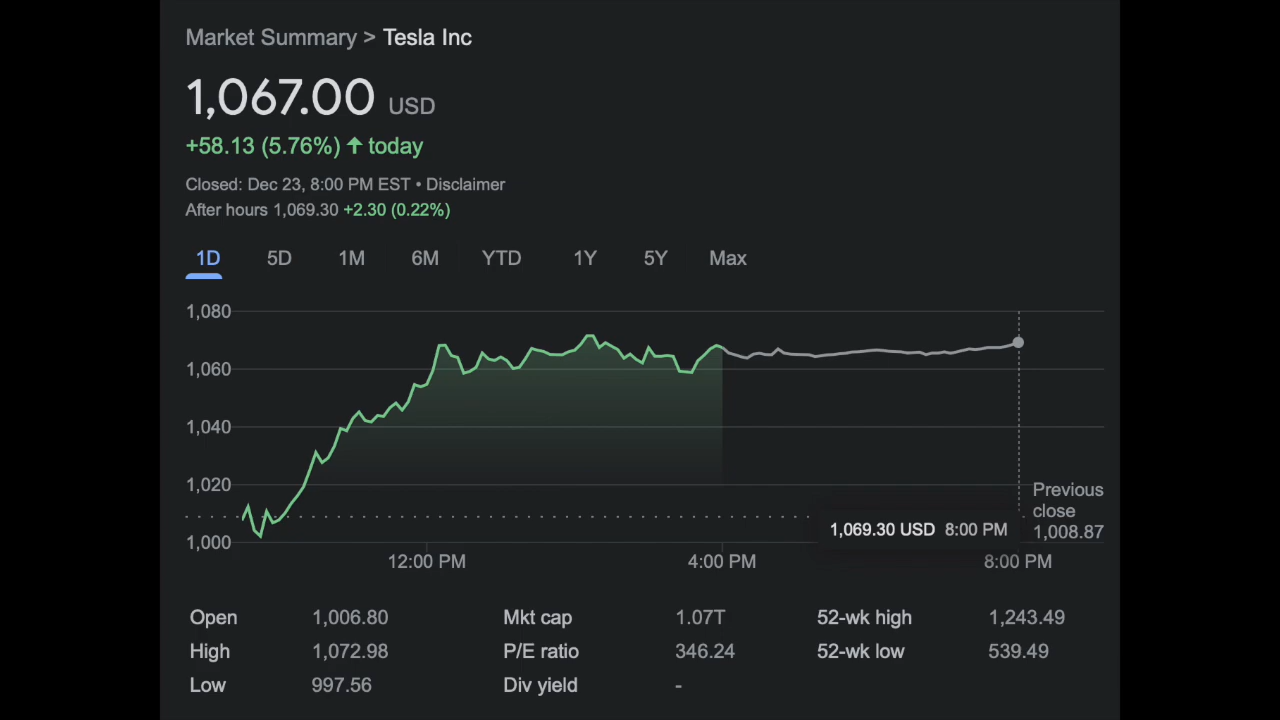 Market Summary > Tesla Inc
1,067.00 USD
+58.13 (5.76%) ↑ today
Closed: Dec 23, 8:00 PM EST • Disclaimer
After hours 1,069.30 +2.30 (0.22%)
1D 5D 1M 6M YTD 1Y 5Y Max
1,080
1,060
1,040
1,020
1,000
Previous
close
1,008.87
1,069.30 USD 8:00 PM
12:00 PM 4:00 PM 8:00 PM
Open 1,006.80 Mkt cap 1.07T 52-wk high 1,243.49
High 1,072.98 P/E ratio 346.24 52-wk low 539.49
Low 997.56 Div yield -